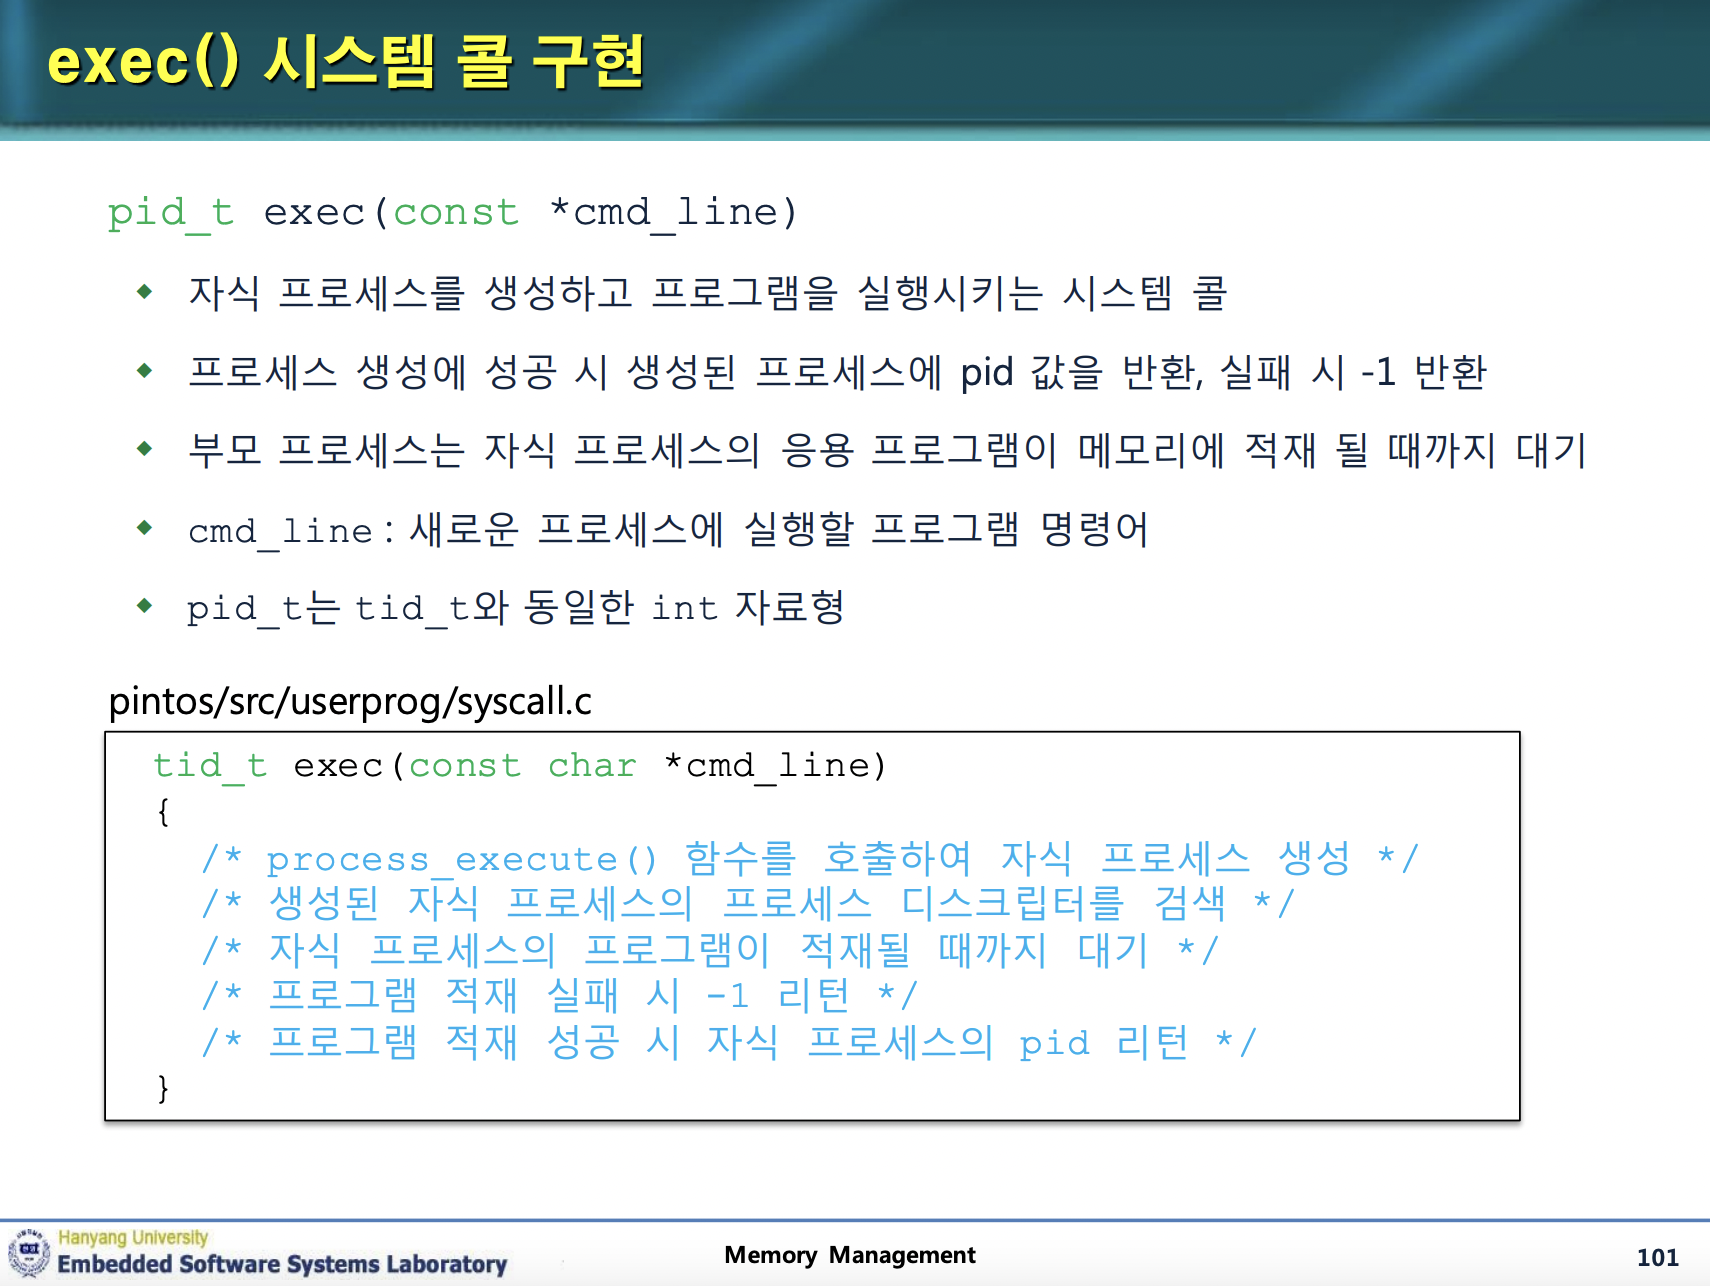 exec() 시스템 콜 구현
pid_t exec(const *cmd_line)
◆ 자식 프로세스를 생성하고 프로그램을 실행시키는 시스템 콜
◆ 프로세스 생성에 성공 시 생성된 프로세스에 pid 값을 반환, 실패 시 -1 반환
◆ 부모 프로세스는 자식 프로세스의 응용 프로그램이 메모리에 적재 될 때까지 대기
◆ cmd_line : 새로운 프로세스에 실행할 프로그램 명령어
◆ pid_t는 tid_t와 동일한 int 자료형
pintos/src/userprog/syscall.c
tid_t exec(const char *cmd_line)
{
/* process_execute() 함수를 호출하여 자식 프로세스 생성 */
/* 생성된 자식 프로세스의 프로세스 디스크립터를 검색 */
/* 자식 프로세스의 프로그램이 적재될 때까지 대기 */
/* 프로그램 적재 실패 시 -1 리턴 */
/* 프로그램 적재 성공 시 자식 프로세스의 pid 리턴 */
}
Hanyang University
Embedded Software Systems Laboratory
Memory Management
101